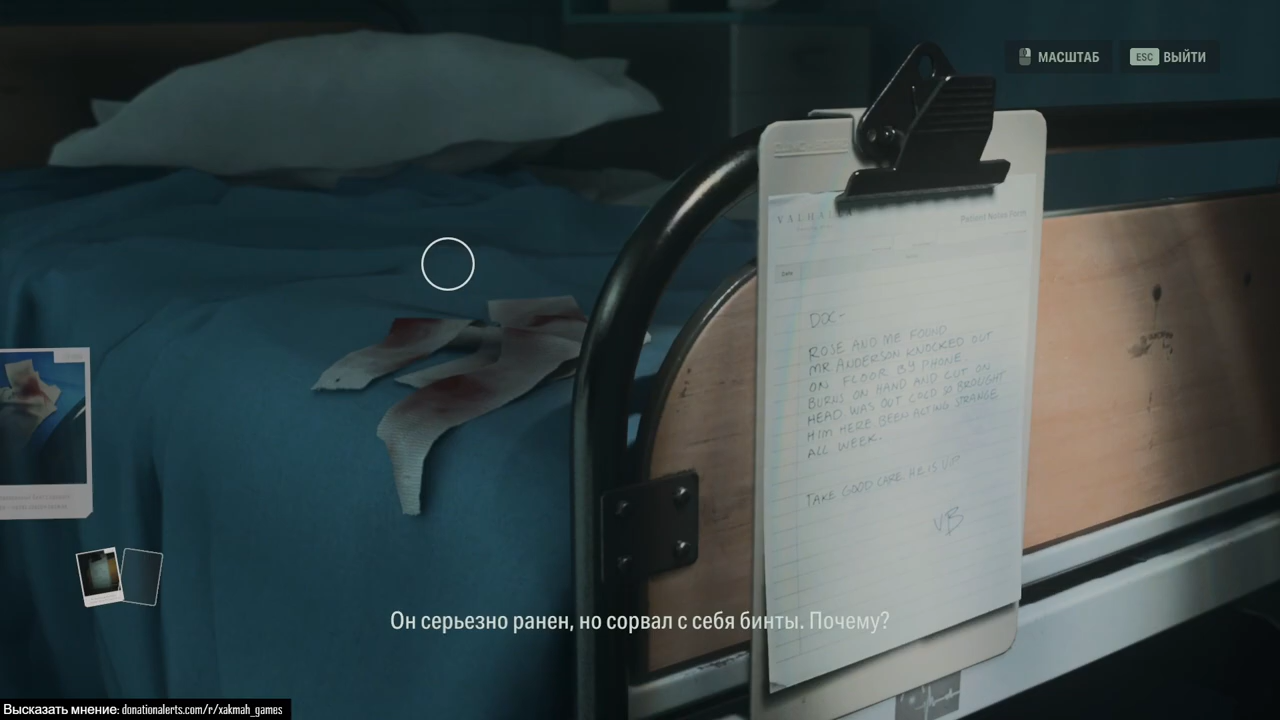 МАСШТАБ
ESC ВЫЙТИ
VALHA
Patient Notes Form
Date
DOC-
ROSE AND ME FOUND
MR ANDERSON KNOCKED OUT
ON FLOOR BY PHONE.
BURNS ON HAND AND CUT ON
HEAD WAS OUT COLD SO BROUGHT
HIM HERE BEEN ACTING STRANGE
ALL WEEK.
TAKE GOOD CARE HE IS VIP
VB
Он серьезно ранен, но сорвал с себя бинты. Почему?
Высказать мнение: donationalerts.com/r/xakmah_games